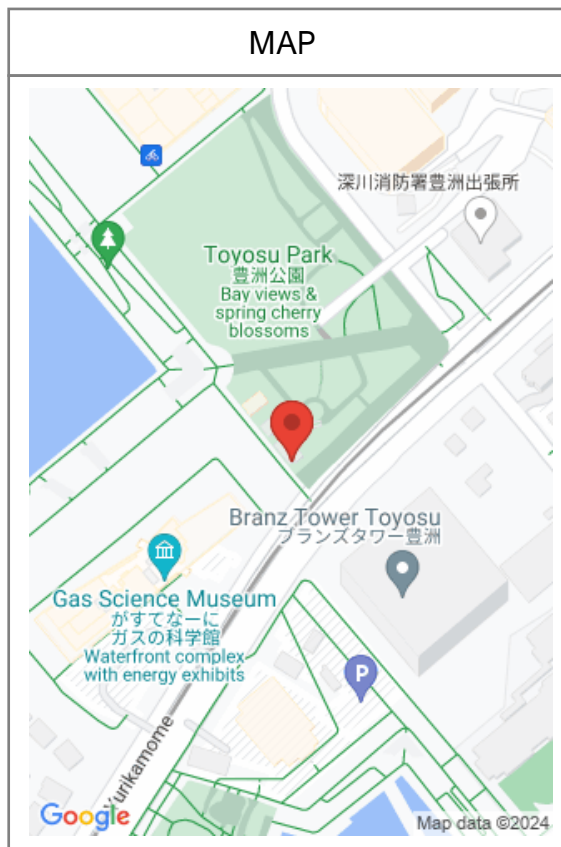 MAP
深川消防署豊洲出張所
Toyosu Park
豊洲公園
Bay views &
spring cherry
blossoms
Branz Tower Toyosu
ブランズタワー豊洲
Gas Science Museum
がすてなーに
ガスの科学館
Waterfront complex
with energy exhibits
P
Yurikamome
Google
Map data ©2024